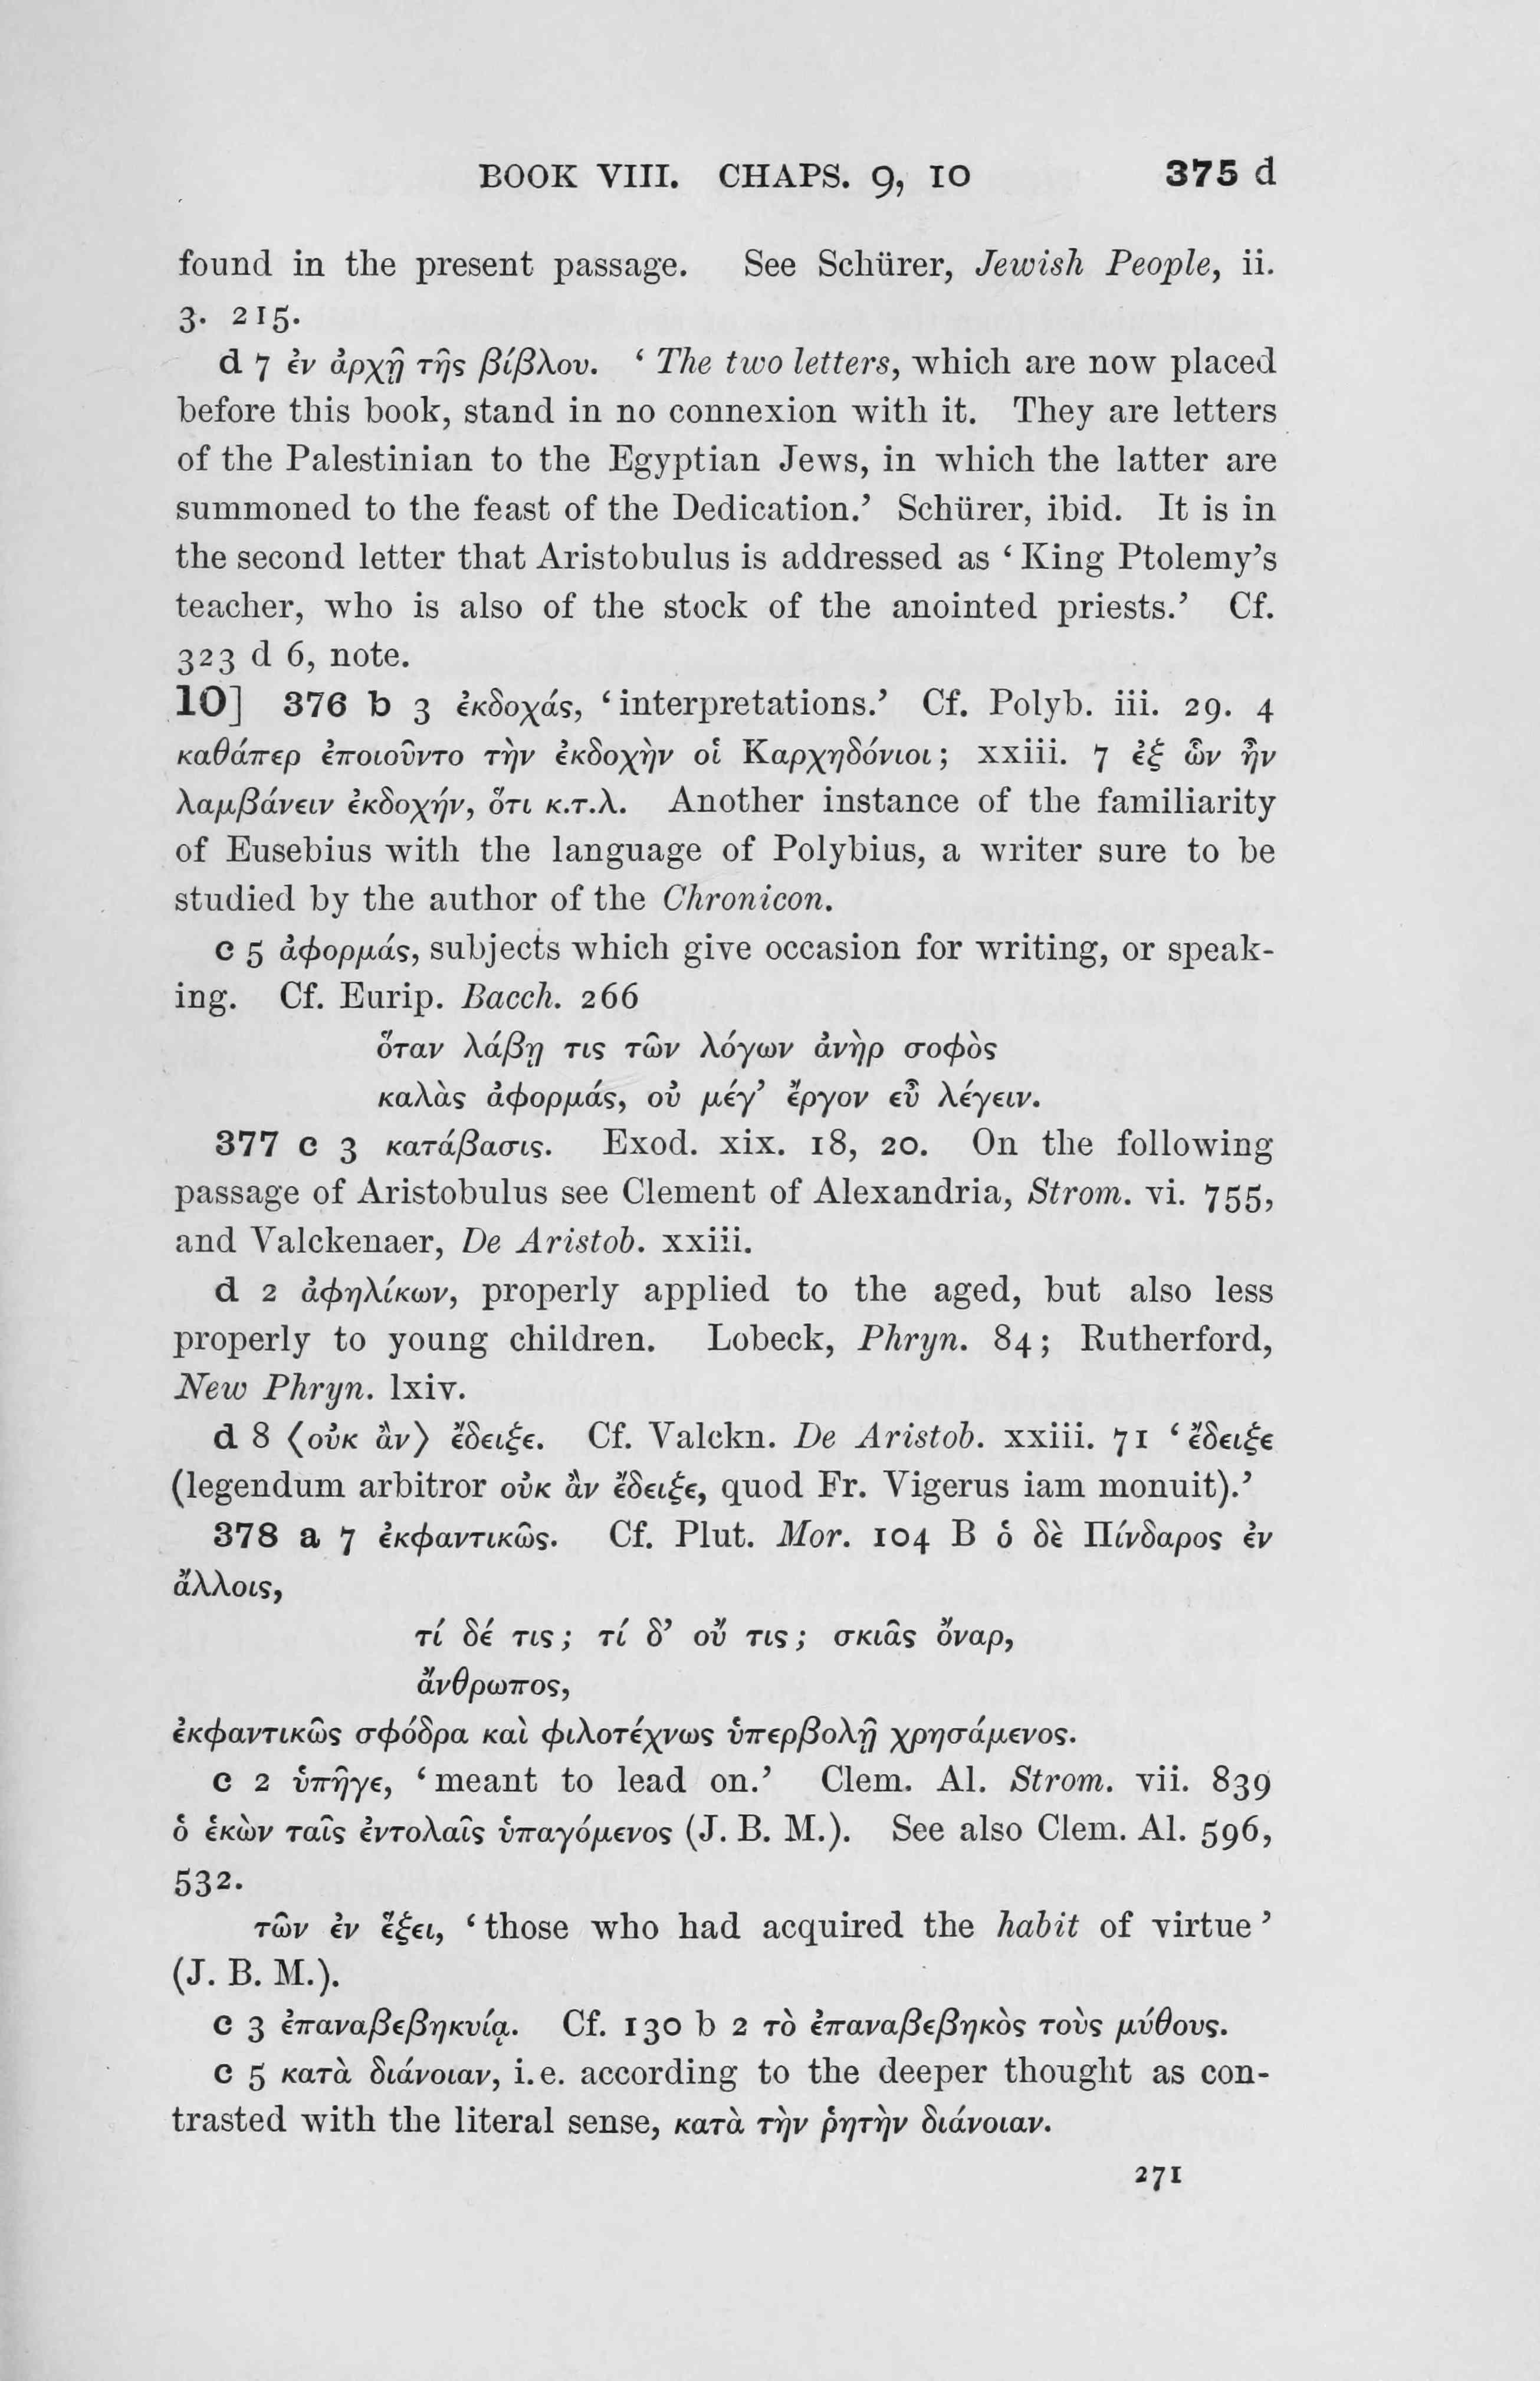 BOOK VIII. CHAPS. 9, 10 375 d
found in the present passage. See Schürer, Jewish People, ii.
3. 215.
d 7 ἐν ἀρχῇ τῆς βίβλου. ‘ The two letters, which are now placed
before this book, stand in no connexion with it. They are letters
of the Palestinian to the Egyptian Jews, in which the latter are
summoned to the feast of the Dedication.’ Schürer, ibid. It is in
the second letter that Aristobulus is addressed as ‘ King Ptolemy’s
teacher, who is also of the stock of the anointed priests.’ Cf.
323 d 6, note.
10] 376 b 3 ἐκδοχάς, ‘interpretations.’ Cf. Polyb. iii. 29. 4
καθάπερ ἐποιοῦντο τὴν ἐκδοχὴν οἱ Καρχηδόνιοι; xxiii. 7 ἐξ ὧν ἦν
λαμβάνειν ἐκδοχήν, ὅτι κ.τ.λ. Another instance of the familiarity
of Eusebius with the language of Polybius, a writer sure to be
studied by the author of the Chronicon.
c 5 ἀφορμάς, subjects which give occasion for writing, or speak-
ing. Cf. Eurip. Bacch. 266
ὅταν λάβῃ τις τῶν λόγων ἀνὴρ σοφὸς
καλὰς ἀφορμάς, οὐ μέγ’ ἔργον εὖ λέγειν.
377 c 3 κατάβασις. Exod. xix. 18, 20. On the following
passage of Aristobulus see Clement of Alexandria, Strom. vi. 755,
and Valckenaer, De Aristob. xxiii.
d 2 ἀφηλίκων, properly applied to the aged, but also less
properly to young children. Lobeck, Phryn. 84; Rutherford,
New Phryn. lxiv.
d 8 ⟨οὐκ ἂν⟩ ἔδειξε. Cf. Valckn. De Aristob. xxiii. 71 ‘ἔδειξε
(legendum arbitror οὐκ ἂν ἔδειξε, quod Fr. Vigerus iam monuit).’
378 a 7 ἐκφαντικῶς. Cf. Plut. Mor. 104 B ὁ δὲ Πίνδαρος ἐν
ἄλλοις,
τί δέ τις; τί δ’ οὔ τις; σκιᾶς ὄναρ,
ἄνθρωπος,
ἐκφαντικῶς σφόδρα καὶ φιλοτέχνως ὑπερβολῇ χρησάμενος.
c 2 ὑπῆγε, ‘meant to lead on.’ Clem. Al. Strom. vii. 839
ὁ ἑκὼν ταῖς ἐντολαῖς ὑπαγόμενος (J. B. M.). See also Clem. Al. 596,
532.
τῶν ἐν ἕξει, ‘those who had acquired the habit of virtue’
(J. B. M.).
c 3 ἐπαναβεβηκυίᾳ. Cf. 130 b 2 τὸ ἐπαναβεβηκὸς τοὺς μύθους.
c 5 κατὰ διάνοιαν, i.e. according to the deeper thought as con-
trasted with the literal sense, κατὰ τὴν ῥητὴν διάνοιαν.
271